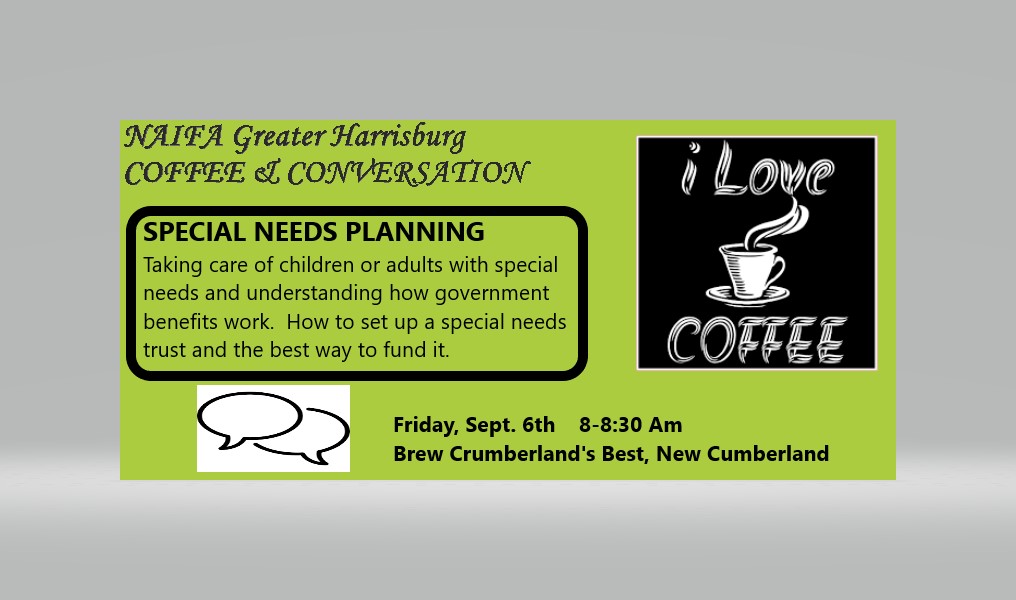 NAIFA Greater Harrisburg
COFFEE & CONVERSATION
SPECIAL NEEDS PLANNING
Taking care of children or adults with special
needs and understanding how government
benefits work.  How to set up a special needs
trust and the best way to fund it.
i Love
COFFEE
Friday, Sept. 6th    8-8:30 Am
Brew Crumberland's Best, New Cumberland